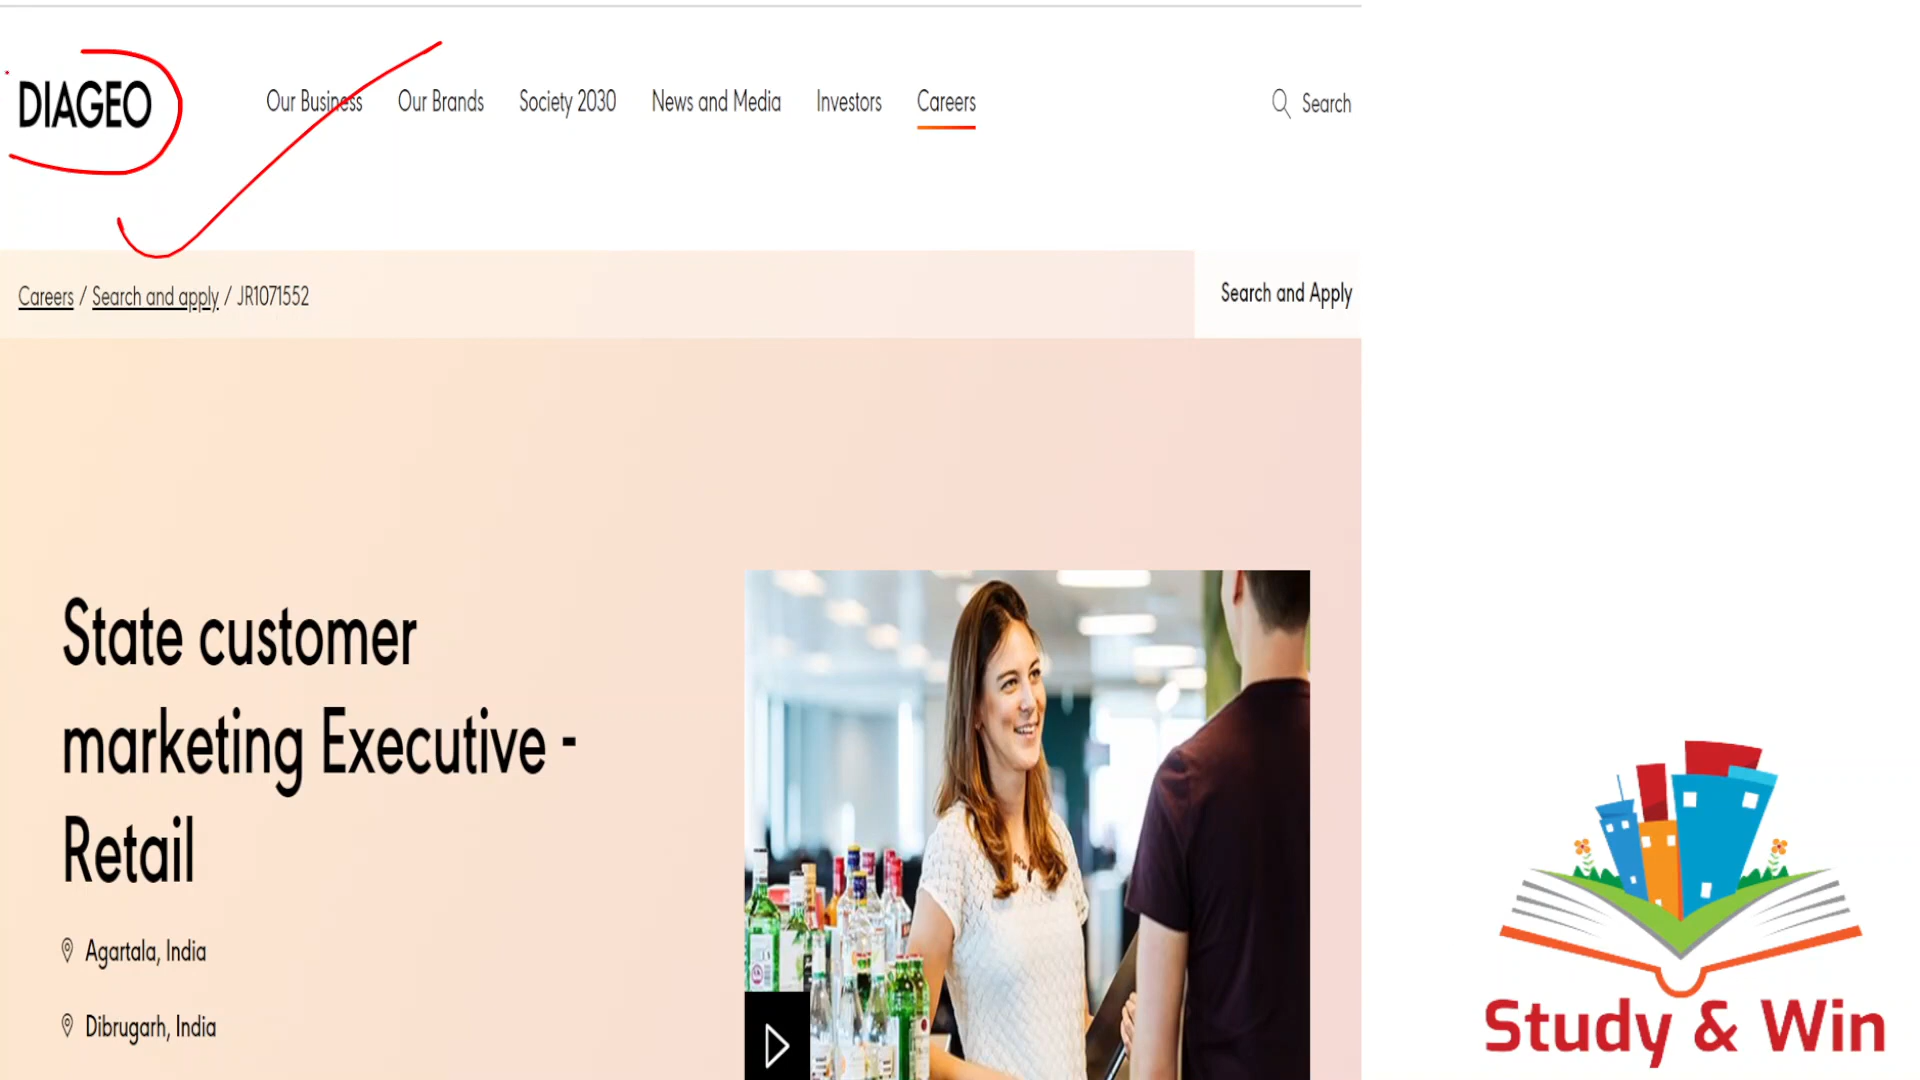 DIAGEO
Our Business
Our Brands
Society 2030
News and Media
Investors
Careers
Search
Careers / Search and apply / JR1071552
Search and Apply
State customer
marketing Executive -
Retail
Agartala, India
Dibrugarh, India
Study & Win